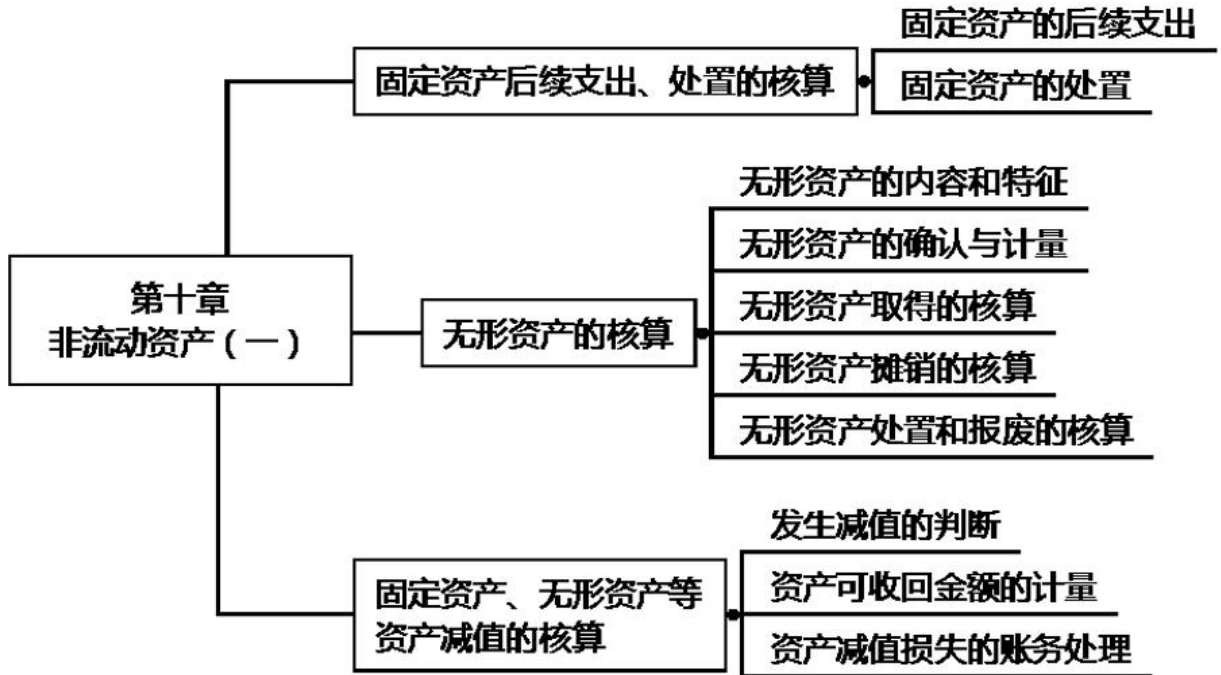 第十章
非流动资产（一）
固定资产后续支出、处置的核算
固定资产的后续支出
固定资产的处置
无形资产的核算
无形资产的内容和特征
无形资产的确认与计量
无形资产取得的核算
无形资产摊销的核算
无形资产处置和报废的核算
固定资产、无形资产等
资产减值的核算
发生减值的判断
资产可收回金额的计量
资产减值损失的账务处理